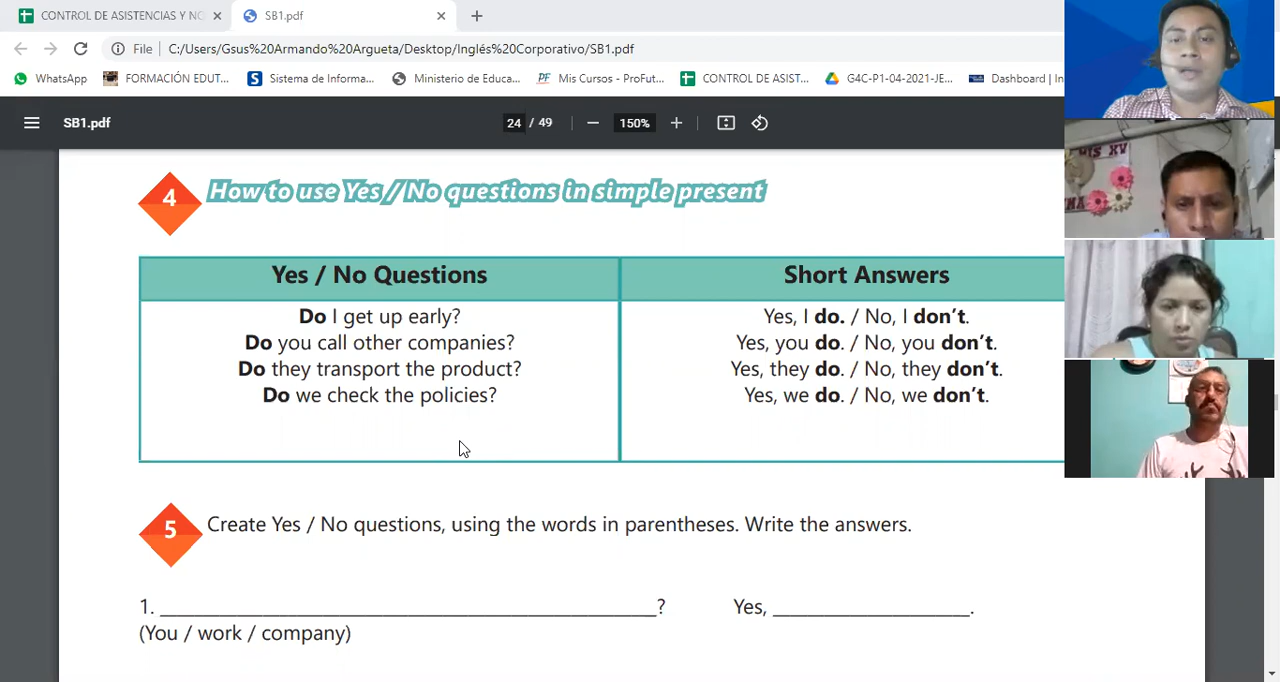 CONTROL DE ASISTENCIAS Y NO
SB1.pdf
File
C:/Users/Gsus%20Armando%20Argueta/Desktop/Inglés%20Corporativo/SB1.pdf
WhatsApp
FORMACIÓN EDUT...
Sistema de Informa...
Ministerio de Educa...
PF Mis Cursos - ProFut...
CONTROL DE ASIST...
G4C-P1-04-2021-JE...
Dashboard | In
SB1.pdf
24 / 49
150%
4
How to use Yes / No questions in simple present
Yes / No Questions
Short Answers
Do I get up early?
Yes, I do. / No, I don't.
Do you call other companies?
Yes, you do. / No, you don't.
Do they transport the product?
Yes, they do. / No, they don't.
Do we check the policies?
Yes, we do. / No, we don't.
5
Create Yes / No questions, using the words in parentheses. Write the answers.
1. ______________________________________________?
Yes, __________________.
(You / work / company)